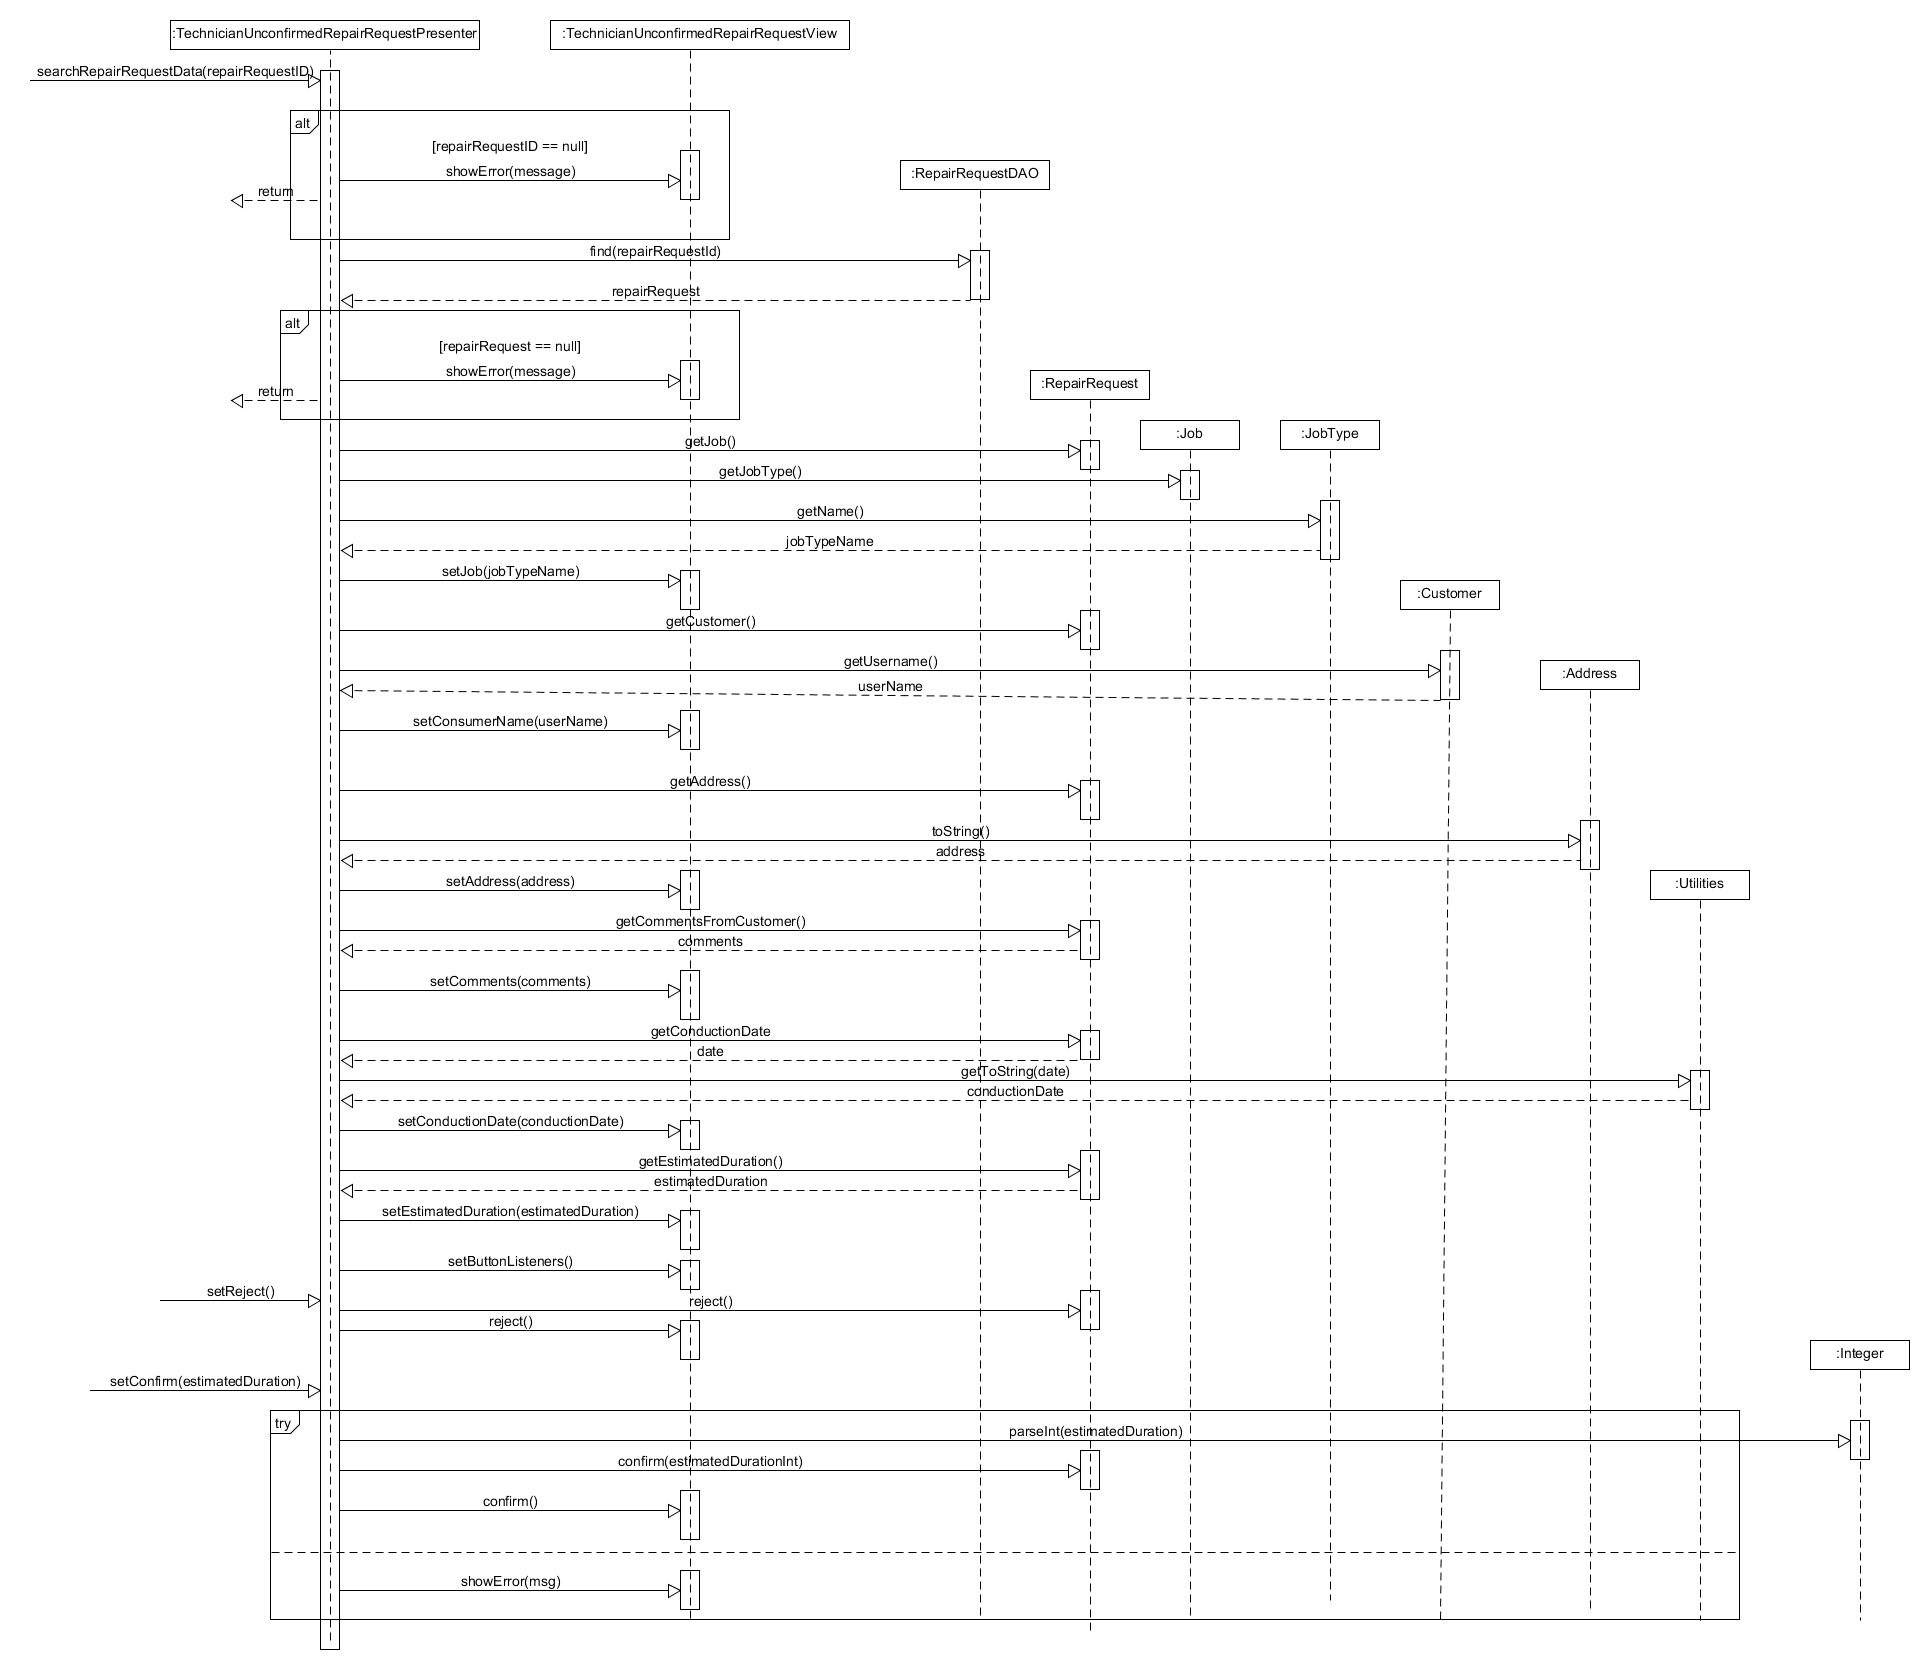 :TechnicianUnconfirmedRepairRequestPresenter
:TechnicianUnconfirmedRepairRequestView
searchRepairRequestData(repairRequestID)
alt
[repairRequestID == null]
showError(message)
:RepairRequestDAO
return
find(repairRequestId)
repairRequest
alt
[repairRequest == null]
showError(message)
:RepairRequest
return
:Job
:JobType
getJob()
getJobType()
getName()
jobTypeName
setJob(jobTypeName)
:Customer
getCustomer()
getUsername()
:Address
userName
setConsumerName(userName)
getAddress()
toString()
address
setAddress(address)
:Utilities
getCommentsFromCustomer()
comments
setComments(comments)
getConductionDate
date
getToString(date)
conductionDate
setConductionDate(conductionDate)
getEstimatedDuration()
estimatedDuration
setEstimatedDuration(estimatedDuration)
setButtonListeners()
setReject()
reject()
reject()
:Integer
setConfirm(estimatedDuration)
try
parseInt(estimatedDuration)
confirm(estimatedDurationInt)
confirm()
showError(msg)